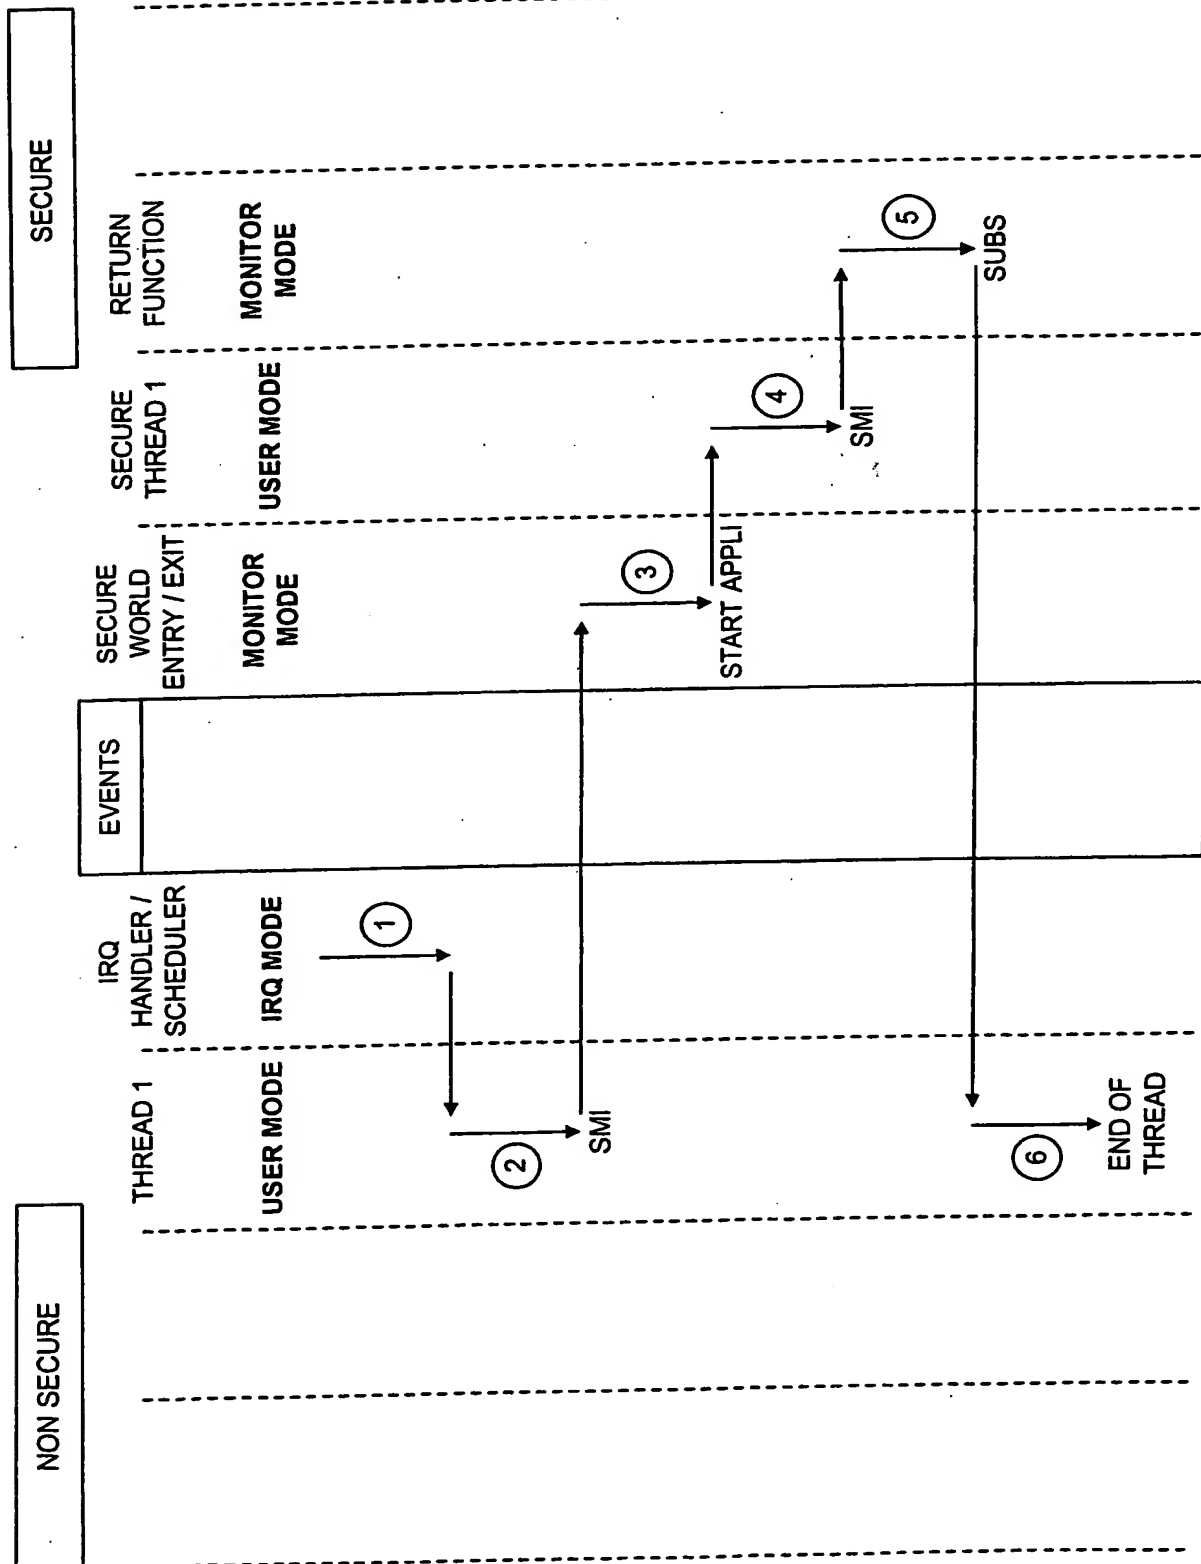 NON SECURE
EVENTS
SECURE
THREAD 1
IRQ
HANDLER /
SCHEDULER
SECURE
WORLD
ENTRY / EXIT
SECURE
THREAD 1
RETURN
FUNCTION
USER MODE
IRQ MODE
MONITOR
MODE
USER MODE
MONITOR
MODE
1
2
SMI
3
START APPLI
4
SMI
5
SUBS
6
END OF
THREAD